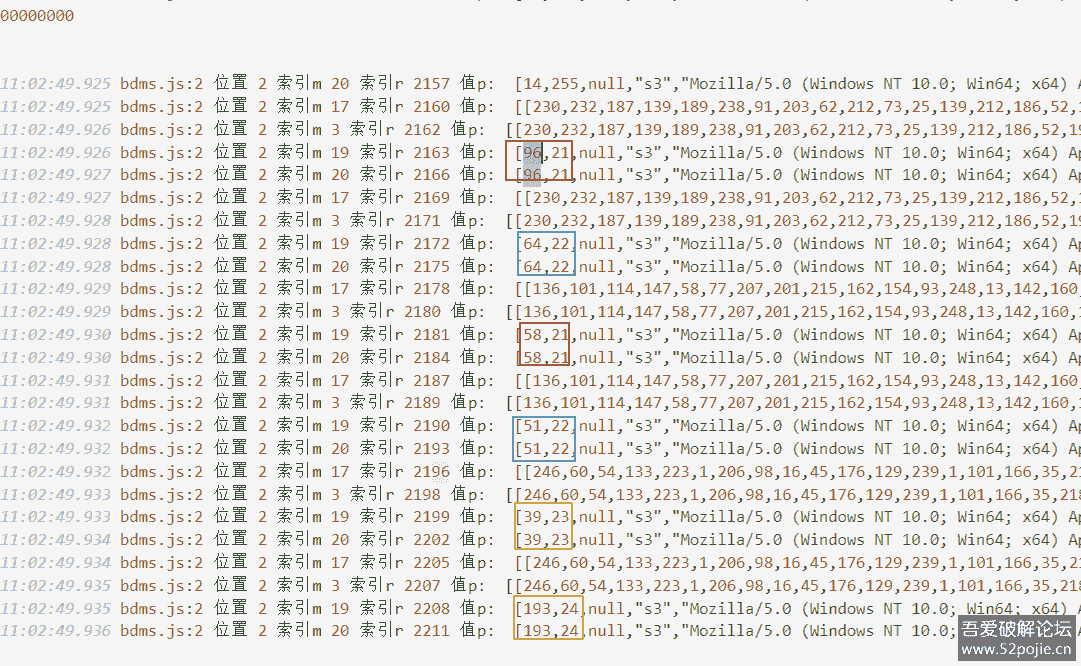 00000000
11:02:49.925 bdms.js:2 位置 2 索引m 20 索引r 2157 值p: [14,255,null,"s3","Mozilla/5.0 (Windows NT 10.0; Win64; x64) A
11:02:49.925 bdms.js:2 位置 2 索引m 17 索引r 2160 值p: [[230,232,187,139,189,238,91,203,62,212,73,25,139,212,186,52,1
11:02:49.926 bdms.js:2 位置 2 索引m 3 索引r 2162 值p: [[230,232,187,139,189,238,91,203,62,212,73,25,139,212,186,52,19
11:02:49.926 bdms.js:2 位置 2 索引m 19 索引r 2163 值p: [96,21,null,"s3","Mozilla/5.0 (Windows NT 10.0; Win64; x64) Ap
11:02:49.927 bdms.js:2 位置 2 索引m 20 索引r 2166 值p: [96,21,null,"s3","Mozilla/5.0 (Windows NT 10.0; Win64; x64) Ap
11:02:49.927 bdms.js:2 位置 2 索引m 17 索引r 2169 值p: [[230,232,187,139,189,238,91,203,62,212,73,25,139,212,186,52,1
11:02:49.928 bdms.js:2 位置 2 索引m 3 索引r 2171 值p: [[230,232,187,139,189,238,91,203,62,212,73,25,139,212,186,52,19
11:02:49.928 bdms.js:2 位置 2 索引m 19 索引r 2172 值p: [64,22,null,"s3","Mozilla/5.0 (Windows NT 10.0; Win64; x64) Ap
11:02:49.928 bdms.js:2 位置 2 索引m 20 索引r 2175 值p: [64,22,null,"s3","Mozilla/5.0 (Windows NT 10.0; Win64; x64) Ap
11:02:49.929 bdms.js:2 位置 2 索引m 17 索引r 2178 值p: [[136,101,114,147,58,77,207,201,215,162,154,93,248,13,142,160,
11:02:49.929 bdms.js:2 位置 2 索引m 3 索引r 2180 值p: [[136,101,114,147,58,77,207,201,215,162,154,93,248,13,142,160,1
11:02:49.930 bdms.js:2 位置 2 索引m 19 索引r 2181 值p: [58,21,null,"s3","Mozilla/5.0 (Windows NT 10.0; Win64; x64) Ap
11:02:49.930 bdms.js:2 位置 2 索引m 20 索引r 2184 值p: [58,21,null,"s3","Mozilla/5.0 (Windows NT 10.0; Win64; x64) Ap
11:02:49.931 bdms.js:2 位置 2 索引m 17 索引r 2187 值p: [[136,101,114,147,58,77,207,201,215,162,154,93,248,13,142,160,
11:02:49.931 bdms.js:2 位置 2 索引m 3 索引r 2189 值p: [[136,101,114,147,58,77,207,201,215,162,154,93,248,13,142,160,1
11:02:49.932 bdms.js:2 位置 2 索引m 19 索引r 2190 值p: [51,22,null,"s3","Mozilla/5.0 (Windows NT 10.0; Win64; x64) Ap
11:02:49.932 bdms.js:2 位置 2 索引m 20 索引r 2193 值p: [51,22,null,"s3","Mozilla/5.0 (Windows NT 10.0; Win64; x64) Ap
11:02:49.932 bdms.js:2 位置 2 索引m 17 索引r 2196 值p: [[246,60,54,133,223,1,206,98,16,45,176,129,239,1,101,166,35,21
11:02:49.933 bdms.js:2 位置 2 索引m 3 索引r 2198 值p: [[246,60,54,133,223,1,206,98,16,45,176,129,239,1,101,166,35,218
11:02:49.933 bdms.js:2 位置 2 索引m 19 索引r 2199 值p: [39,23,null,"s3","Mozilla/5.0 (Windows NT 10.0; Win64; x64) Ap
11:02:49.934 bdms.js:2 位置 2 索引m 20 索引r 2202 值p: [39,23,null,"s3","Mozilla/5.0 (Windows NT 10.0; Win64; x64) Ap
11:02:49.934 bdms.js:2 位置 2 索引m 17 索引r 2205 值p: [[246,60,54,133,223,1,206,98,16,45,176,129,239,1,101,166,35,21
11:02:49.935 bdms.js:2 位置 2 索引m 3 索引r 2207 值p: [[246,60,54,133,223,1,206,98,16,45,176,129,239,1,101,166,35,218
11:02:49.935 bdms.js:2 位置 2 索引m 19 索引r 2208 值p: [193,24,null,"s3","Mozilla/5.0 (Windows NT 10.0; Win64; x64) A
11:02:49.936 bdms.js:2 位置 2 索引m 20 索引r 2211 值p: [193,24,null,"s3","Mozilla/5.0 (Windows NT 10.0;
吾爱破解论坛
www.52pojie.cn